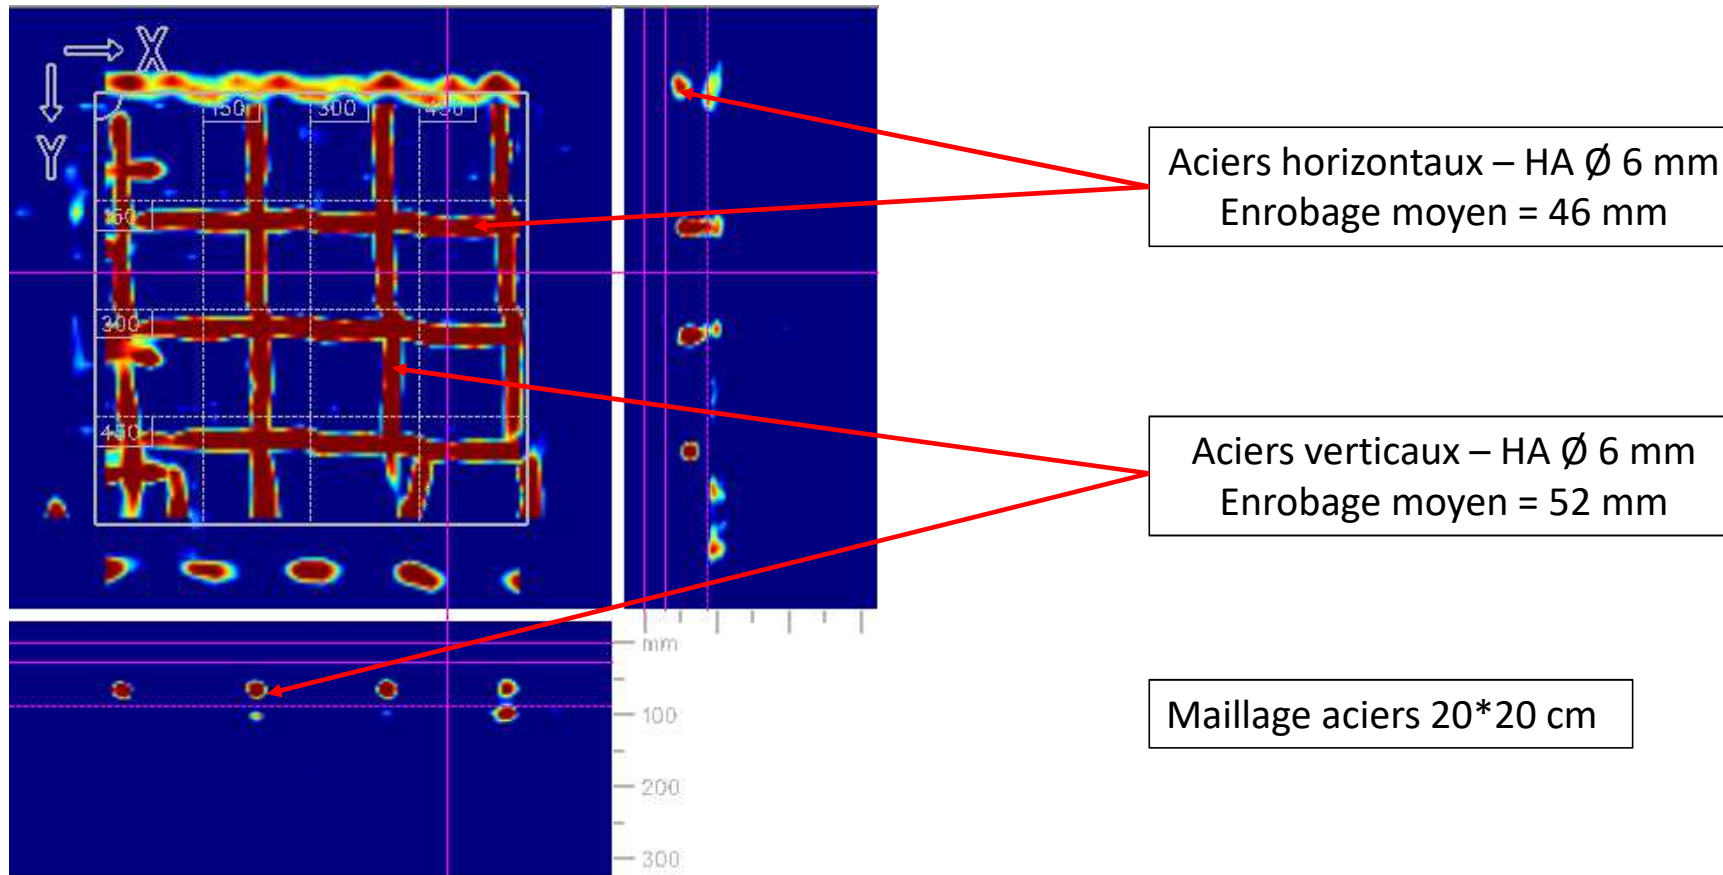 X
Y
150
300
450
150
300
450
mm
100
200
300
Aciers horizontaux – HA Ø 6 mm
Enrobage moyen = 46 mm
Aciers verticaux – HA Ø 6 mm
Enrobage moyen = 52 mm
Maillage aciers 20*20 cm